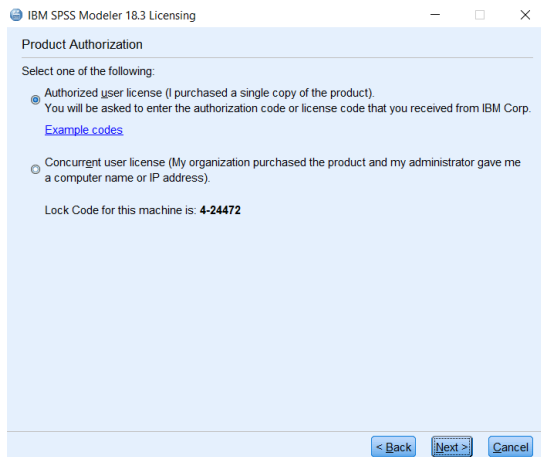 IBM SPSS Modeler 18.3 Licensing
Product Authorization
Select one of the following:
Authorized user license (I purchased a single copy of the product).
You will be asked to enter the authorization code or license code that you received from IBM Corp.
Example codes
Concurrent user license (My organization purchased the product and my administrator gave me
a computer name or IP address).
Lock Code for this machine is: 4-24472
< Back Next > Cancel